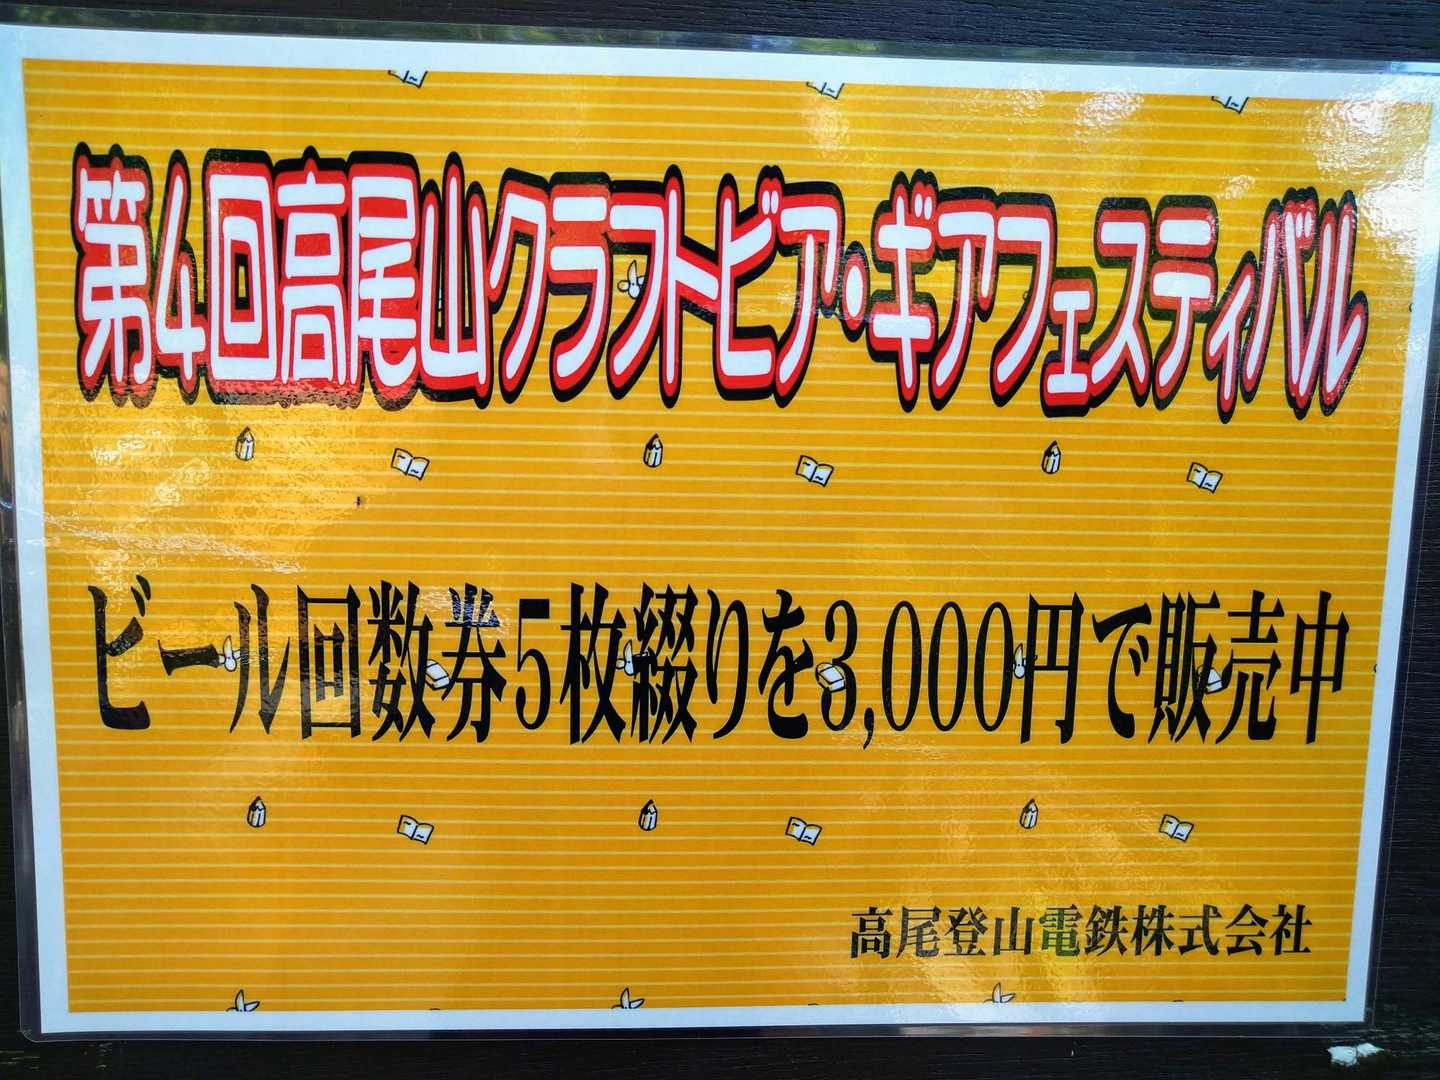 第4回高尾山クラフトビア・ギアフェスティバル
ビール回数券5枚綴りを3,000円で販売中
高尾登山電鉄株式会社